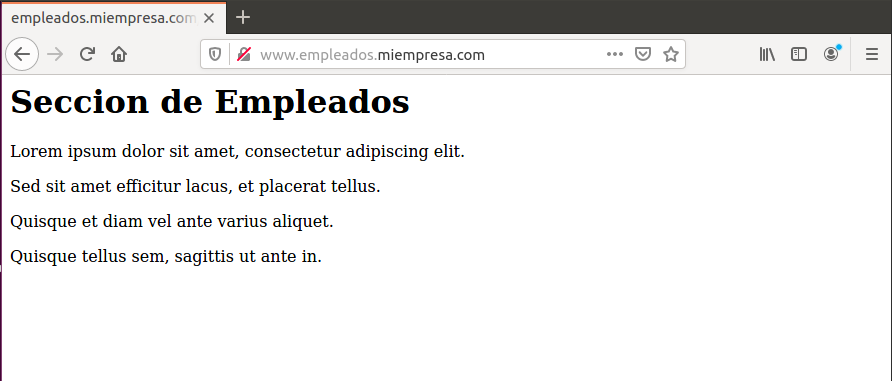 empleados.miempresa.com
www.empleados.miempresa.com
Seccion de Empleados
Lorem ipsum dolor sit amet, consectetur adipiscing elit.
Sed sit amet efficitur lacus, et placerat tellus.
Quisque et diam vel ante varius aliquet.
Quisque tellus sem, sagittis ut ante in.